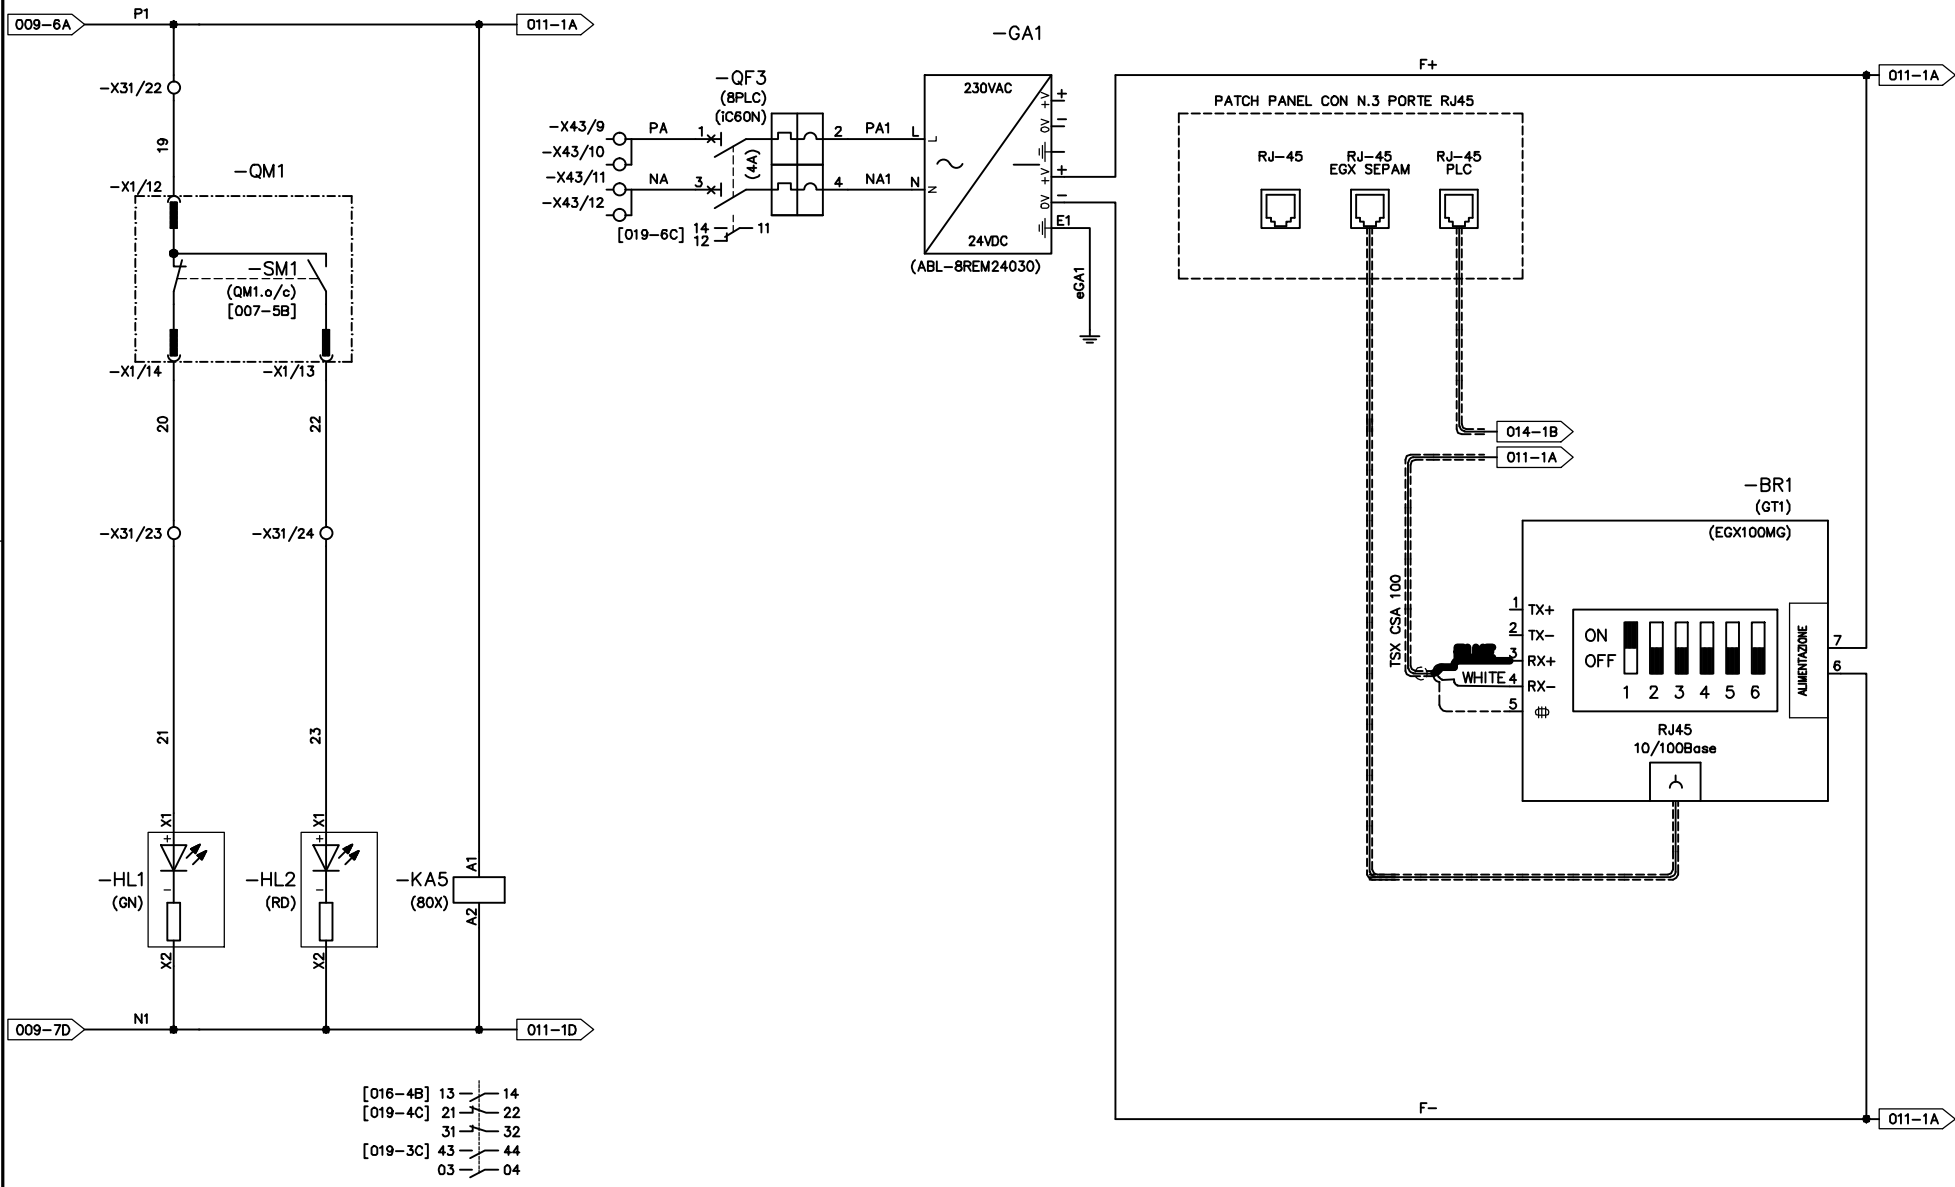 009-6A
P1
011-1A
-X31/22
19
-X1/12
-QM1
-SM1
(QM1.o/c)
[007-5B]
-X1/14
-X1/13
20
22
-X31/23
-X31/24
21
23
X1
X1
+
+
-HL1
(GN)
-
-HL2
(RD)
-
-KA5
(80X)
A1
A2
X2
X2
009-7D
N1
011-1D
[016-4B] 13 14
[019-4C] 21 22
31 32
[019-3C] 43 44
03 04
-GA1
-QF3
(8PLC)
(iC60N)
-X43/9
PA
1
2
PA1
L
L
-X43/10
(4A)
-X43/11
NA
3
4
NA1
N
N
-X43/12
[019-6C] 14 11
12
230VAC
24VDC
+V +
0V -
+V +
0V -
E1
(ABL-8REM24030)
eGA1
F+
011-1A
PATCH PANEL CON N.3 PORTE RJ45
RJ-45
RJ-45
EGX SEPAM
RJ-45
PLC
014-1B
011-1A
TSX CSA 100
-BR1
(GT1)
(EGX100MG)
1 TX+
2 TX-
3 RX+
WHITE 4 RX-
5
ON
OFF
1 2 3 4 5 6
ALIMENTAZIONE
7
6
RJ45
10/100Base
F-
011-1A